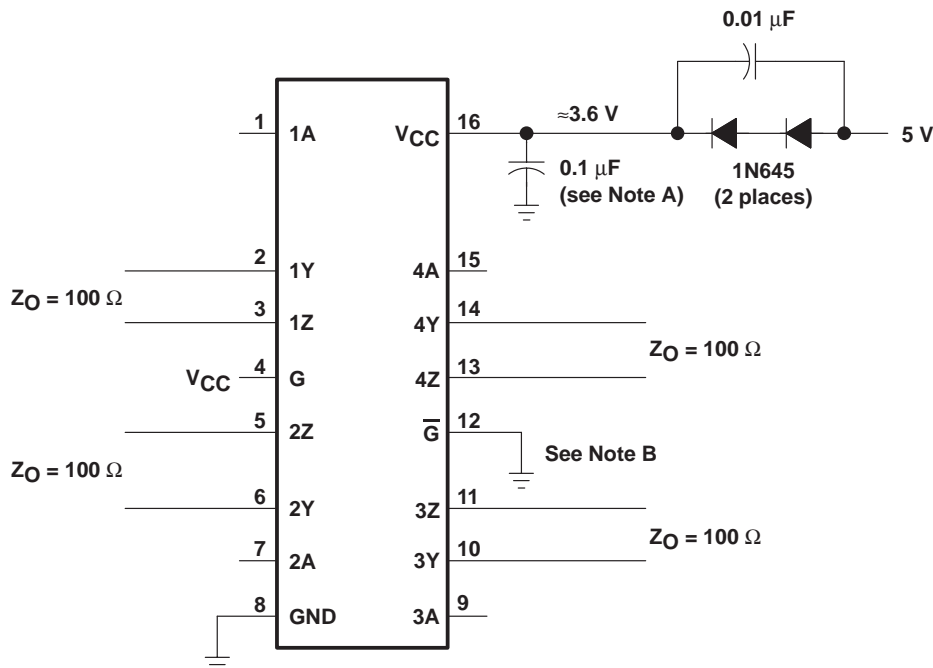 0.01 μF
1
1A
VCC
16
≈3.6 V
5 V
0.1 μF
(see Note A)
1N645
(2 places)
2
1Y
4A
15
ZO = 100 Ω
3
1Z
4Y
14
ZO = 100 Ω
VCC
4
G
4Z
13
5
2Z
G̅
12
See Note B
ZO = 100 Ω
6
2Y
3Z
11
ZO = 100 Ω
7
2A
3Y
10
8
GND
3A
9